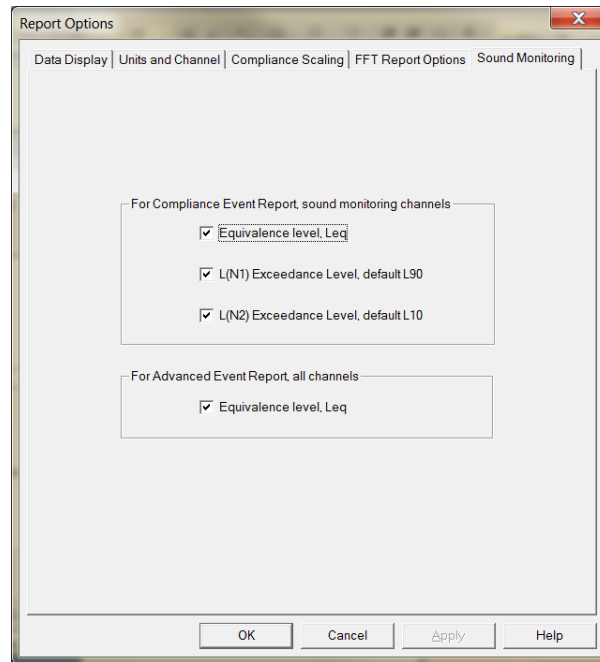 Report Options
Data Display Units and Channel Compliance Scaling FFT Report Options Sound Monitoring
For Compliance Event Report, sound monitoring channels
Equivalence level, Leq
L(N1) Exceedance Level, default L90
L(N2) Exceedance Level, default L10
For Advanced Event Report, all channels
Equivalence level, Leq
OK Cancel Apply Help